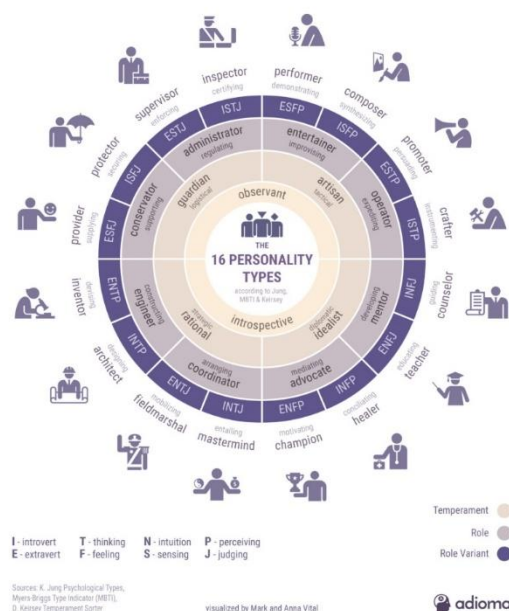 THE
16 PERSONALITY
TYPES
according to Jung,
MBTI & Keirsey
observant
introspective
guardian
logistical
artisan
tactical
idealist
diplomatic
rational
strategic
administrator
regulating
entertainer
improvising
operator
expediting
mentor
developing
advocate
mediating
coordinator
arranging
engineer
constructing
conservator
supporting
ISTJ
ESFP
ISFP
ESTP
ISTP
INFJ
ENFJ
INFP
ENFP
INTJ
ENTJ
INTP
ENTP
ESFJ
ISFJ
ESTJ
inspector
certifying
performer
demonstrating
composer
synthesizing
promoter
persuading
crafter
instrumenting
counselor
guiding
teacher
educating
healer
conciliating
champion
motivating
mastermind
entailing
fieldmarshal
mobilizing
architect
designing
inventor
devising
provider
supplying
protector
securing
supervisor
enforcing
Temperament
Role
Role Variant
I - introvert T - thinking N - intuition P - perceiving
E - extravert F - feeling S - sensing J - judging
Sources: K. Jung Psychological Types,
Myers-Briggs Type Indicator (MBTI),
D. Keirsey Temperament Sorter
visualized by Mark and Anna Vital
adioma